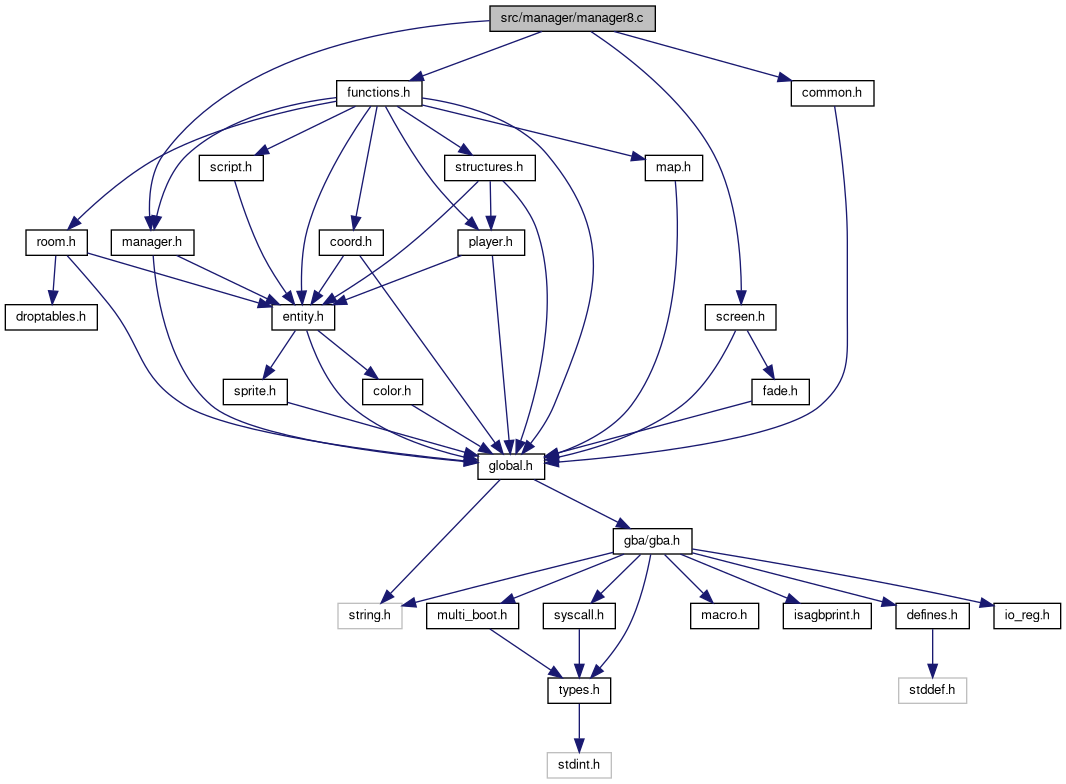 src/manager/manager8.c
functions.h
common.h
script.h
structures.h
map.h
room.h
manager.h
coord.h
player.h
droptables.h
entity.h
screen.h
sprite.h
color.h
fade.h
global.h
gba/gba.h
string.h
multi_boot.h
syscall.h
macro.h
isagbprint.h
defines.h
io_reg.h
types.h
stddef.h
stdint.h